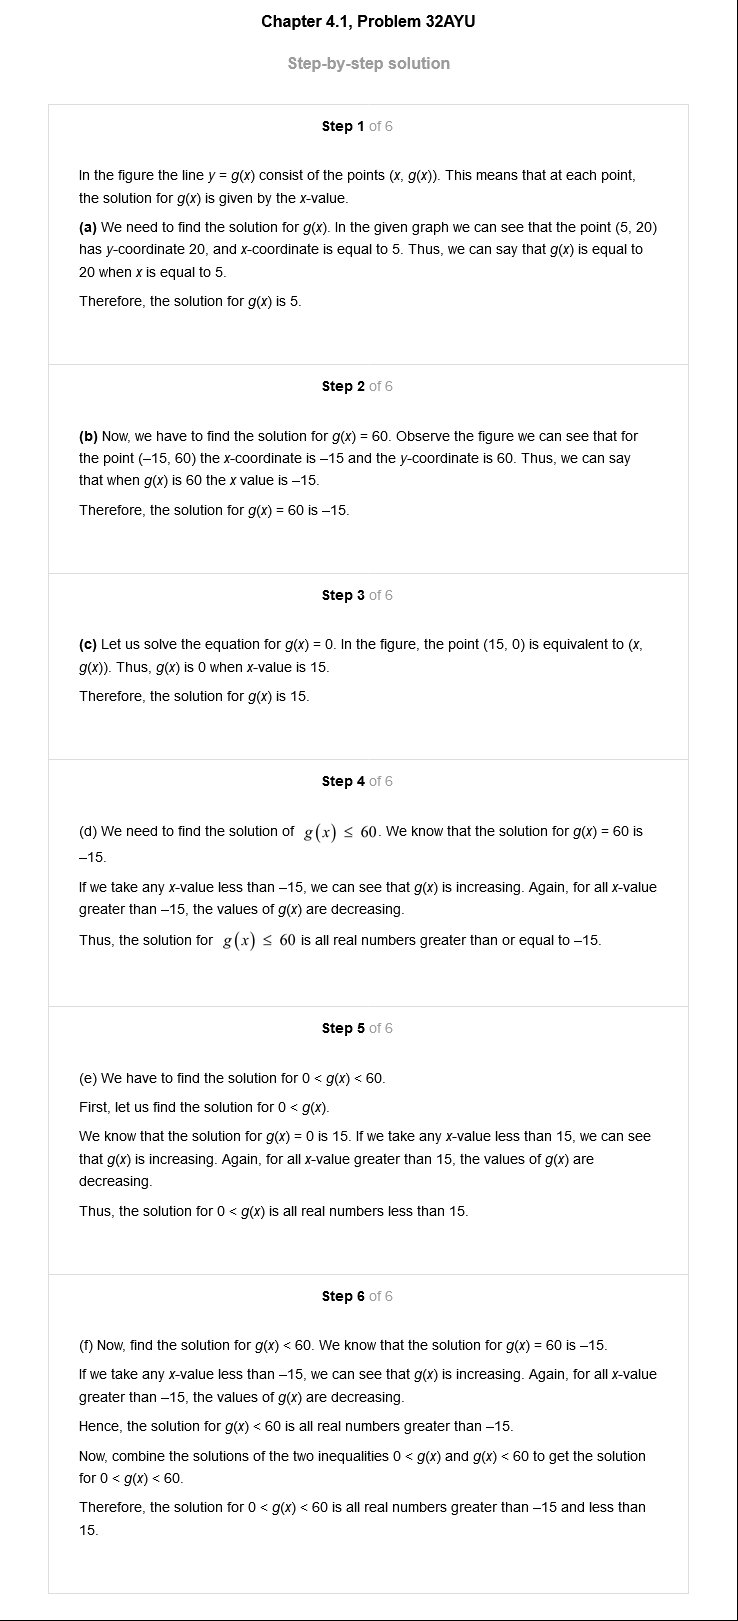 Chapter 4.1, Problem 32AYU
Step-by-step solution
Step 1 of 6
In the figure the line y = g(x) consist of the points (x, g(x)). This means that at each point,
the solution for g(x) is given by the x-value.
(a) We need to find the solution for g(x). In the given graph we can see that the point (5, 20)
has y-coordinate 20, and x-coordinate is equal to 5. Thus, we can say that g(x) is equal to
20 when x is equal to 5.
Therefore, the solution for g(x) is 5.
Step 2 of 6
(b) Now, we have to find the solution for g(x) = 60. Observe the figure we can see that for
the point (–15, 60) the x-coordinate is –15 and the y-coordinate is 60. Thus, we can say
that when g(x) is 60 the x value is –15.
Therefore, the solution for g(x) = 60 is –15.
Step 3 of 6
(c) Let us solve the equation for g(x) = 0. In the figure, the point (15, 0) is equivalent to (x,
g(x)). Thus, g(x) is 0 when x-value is 15.
Therefore, the solution for g(x) is 15.
Step 4 of 6
(d) We need to find the solution of g(x) ≤ 60. We know that the solution for g(x) = 60 is
–15.
If we take any x-value less than –15, we can see that g(x) is increasing. Again, for all x-value
greater than –15, the values of g(x) are decreasing.
Thus, the solution for g(x) ≤ 60 is all real numbers greater than or equal to –15.
Step 5 of 6
(e) We have to find the solution for 0 < g(x) < 60.
First, let us find the solution for 0 < g(x).
We know that the solution for g(x) = 0 is 15. If we take any x-value less than 15, we can see
that g(x) is increasing. Again, for all x-value greater than 15, the values of g(x) are
decreasing.
Thus, the solution for 0 < g(x) is all real numbers less than 15.
Step 6 of 6
(f) Now, find the solution for g(x) < 60. We know that the solution for g(x) = 60 is –15.
If we take any x-value less than –15, we can see that g(x) is increasing. Again, for all x-value
greater than –15, the values of g(x) are decreasing.
Hence, the solution for g(x) < 60 is all real numbers greater than –15.
Now, combine the solutions of the two inequalities 0 < g(x) and g(x) < 60 to get the solution
for 0 < g(x) < 60.
Therefore, the solution for 0 < g(x) < 60 is all real numbers greater than –15 and less than
15.